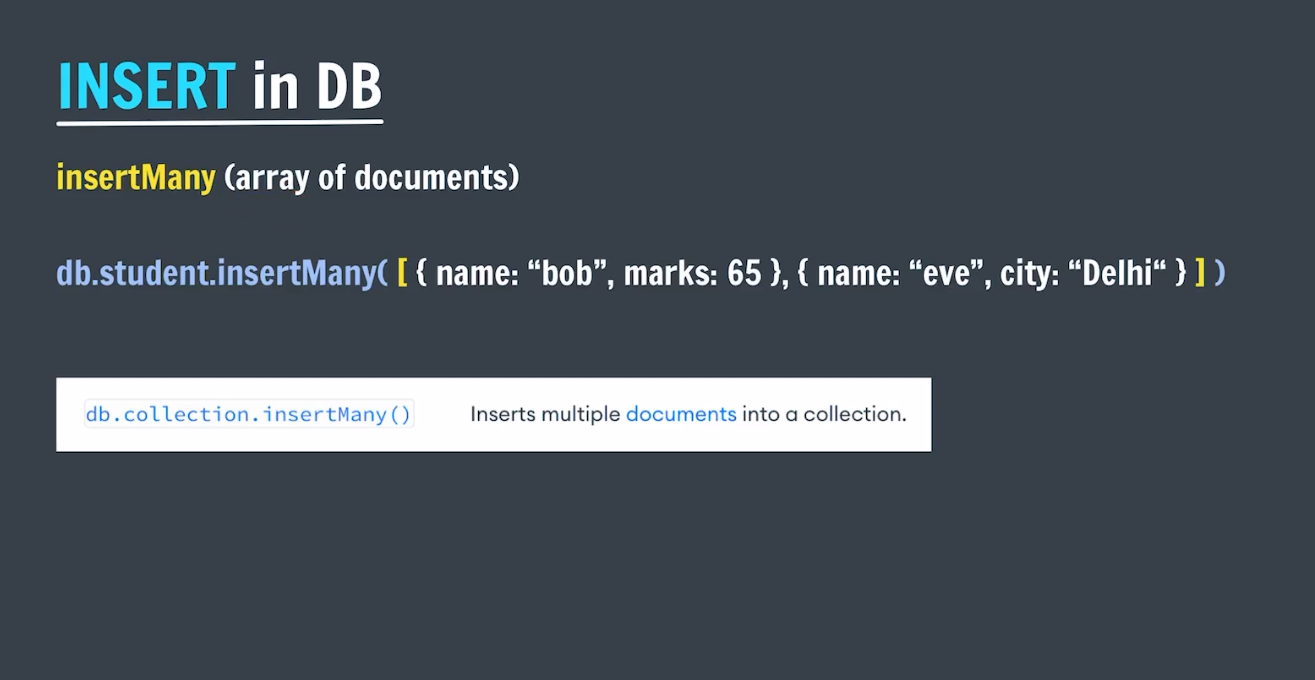 INSERT in DB
insertMany (array of documents)
db.student.insertMany( [ { name: “bob”, marks: 65 }, { name: “eve”, city: “Delhi“ } ] )
db.collection.insertMany() Inserts multiple documents into a collection.